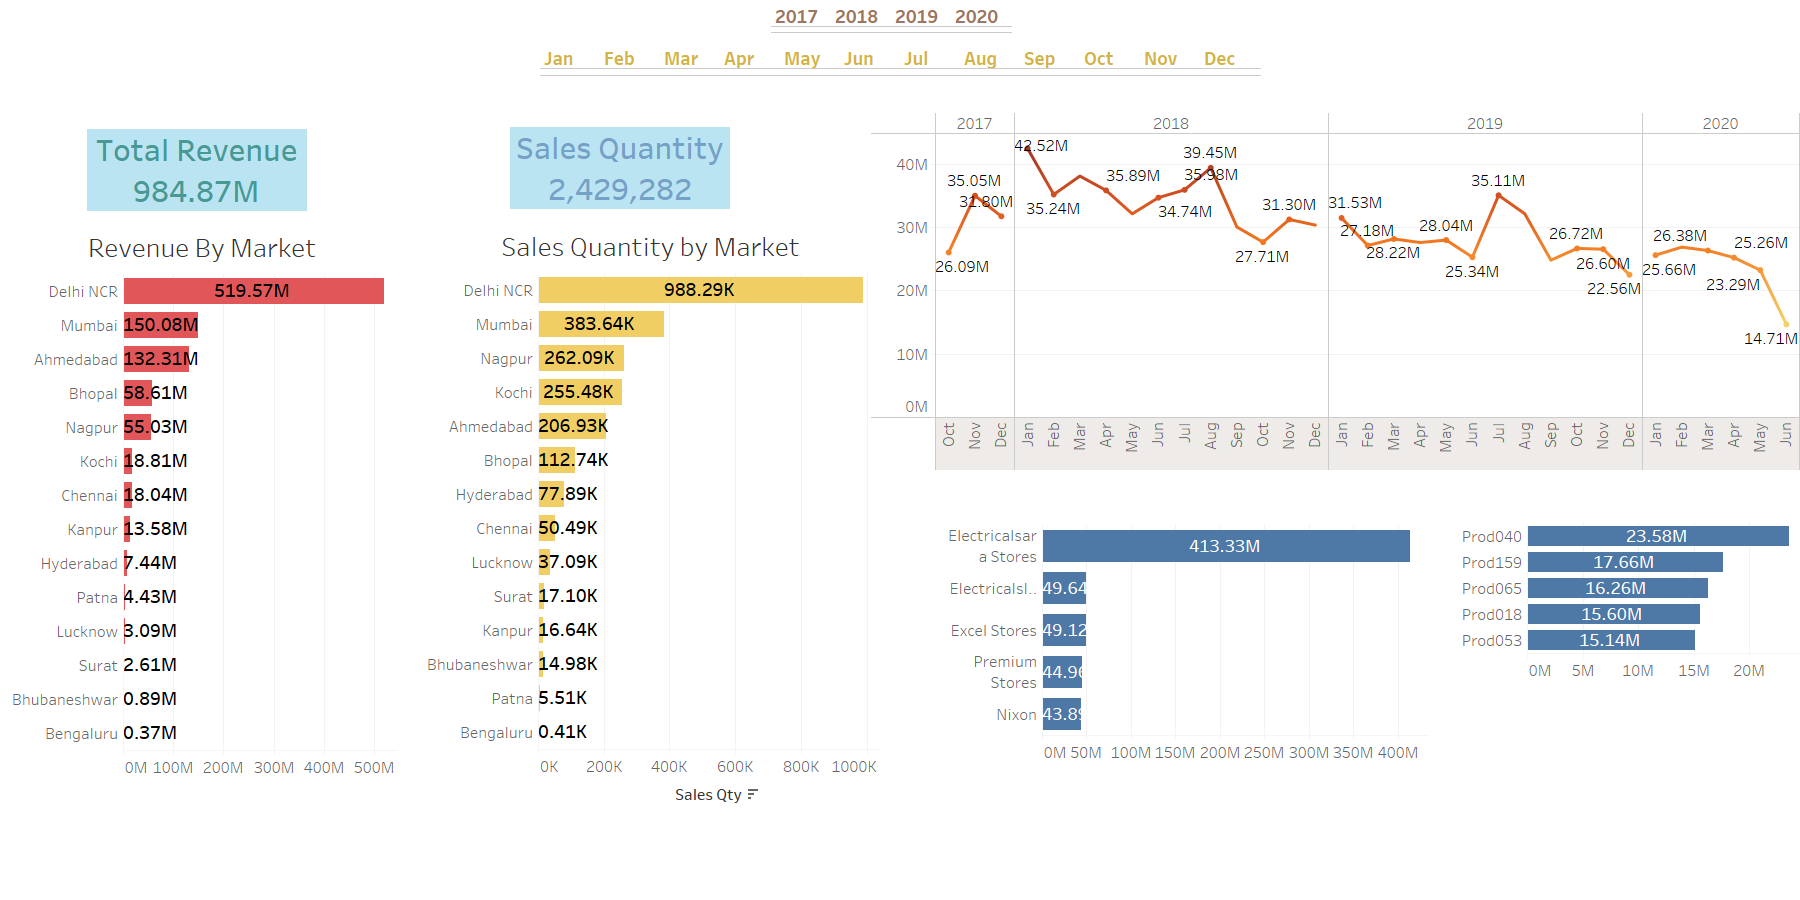 2017 2018 2019 2020
Jan Feb Mar Apr May Jun Jul Aug Sep Oct Nov Dec
Total Revenue
984.87M
Sales Quantity
2,429,282
Revenue By Market
Delhi NCR 519.57M
Mumbai 150.08M
Ahmedabad 132.31M
Bhopal 58.61M
Nagpur 55.03M
Kochi 18.81M
Chennai 18.04M
Kanpur 13.58M
Hyderabad 7.44M
Patna 4.43M
Lucknow 3.09M
Surat 2.61M
Bhubaneshwar 0.89M
Bengaluru 0.37M
0M 100M 200M 300M 400M 500M
Sales Quantity by Market
Delhi NCR 988.29K
Mumbai 383.64K
Nagpur 262.09K
Kochi 255.48K
Ahmedabad 206.93K
Bhopal 112.74K
Hyderabad 77.89K
Chennai 50.49K
Lucknow 37.09K
Surat 17.10K
Kanpur 16.64K
Bhubaneshwar 14.98K
Patna 5.51K
Bengaluru 0.41K
0K 200K 400K 600K 800K 1000K
Sales Qty
2017 2018 2019 2020
40M
30M
20M
10M
0M
26.09M 35.05M 31.80M
42.52M 35.24M 35.89M 34.74M 35.98M 39.45M 27.71M 31.30M
31.53M 27.18M 28.22M 28.04M 25.34M 35.11M 26.72M 26.60M 22.56M
25.66M 26.38M 23.29M 25.26M 14.71M
Oct Nov Dec Jan Feb Mar Apr May Jun Jul Aug Sep Oct Nov Dec Jan Feb Mar Apr May Jun Jul Aug Sep Oct Nov Dec Jan Feb Mar Apr May Jun
Electricalsar
a Stores 413.33M
Electricalsl.. 49.64
Excel Stores 49.12
Premium
Stores 44.96
Nixon 43.89
0M 50M 100M 150M 200M 250M 300M 350M 400M
Prod040 23.58M
Prod159 17.66M
Prod065 16.26M
Prod018 15.60M
Prod053 15.14M
0M 5M 10M 15M 20M